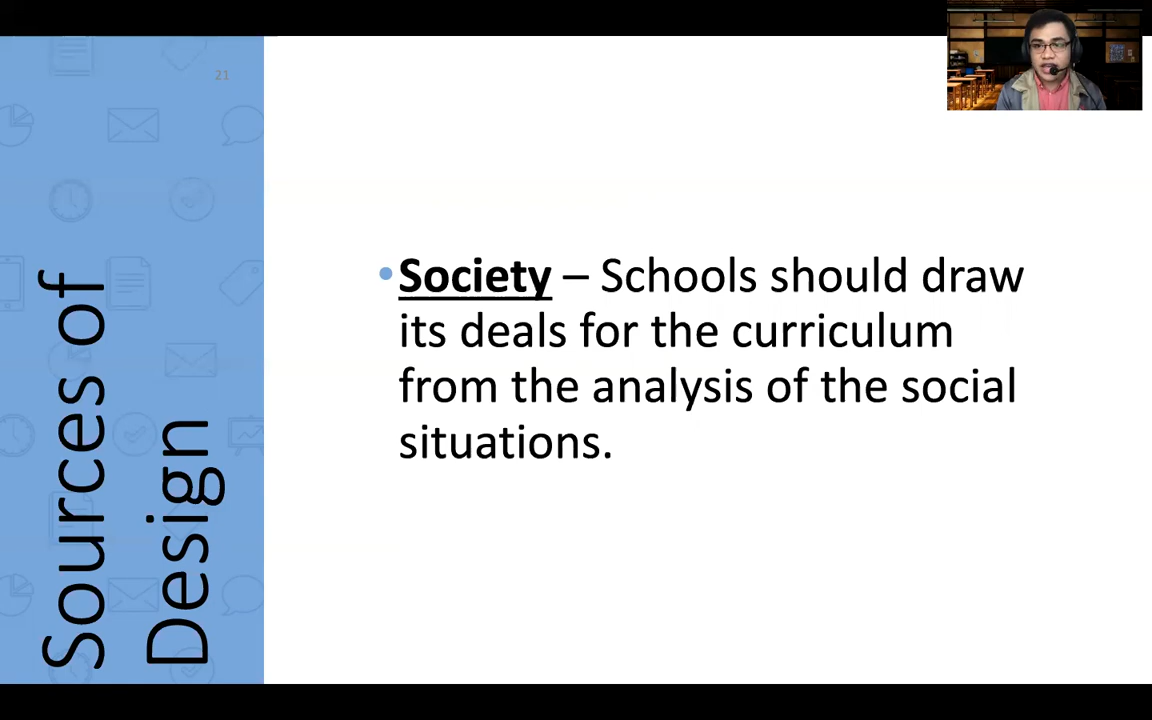 21
Sources of
Design
•Society – Schools should draw
its deals for the curriculum
from the analysis of the social
situations.